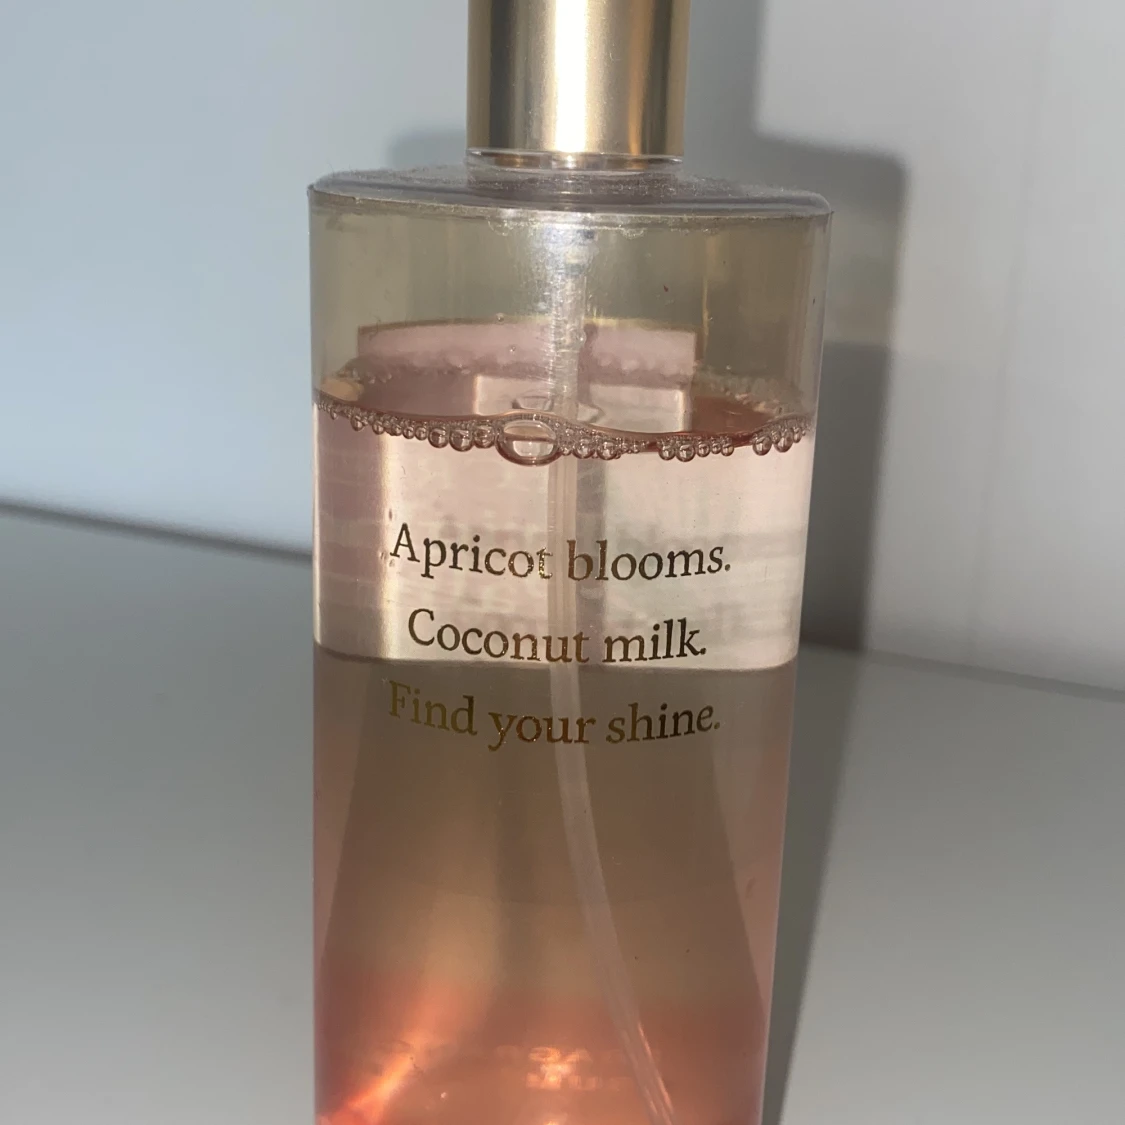 Apricot blooms.
Coconut milk.
Find your shine.